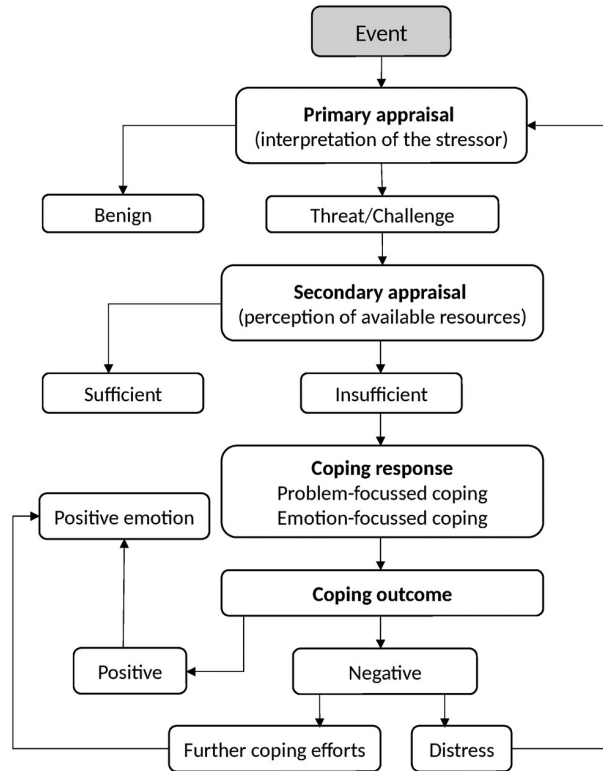 Event
Primary appraisal
(interpretation of the stressor)
Benign
Threat/Challenge
Secondary appraisal
(perception of available resources)
Sufficient
Insufficient
Coping response
Problem-focussed coping
Emotion-focussed coping
Positive emotion
Coping outcome
Positive
Negative
Further coping efforts
Distress